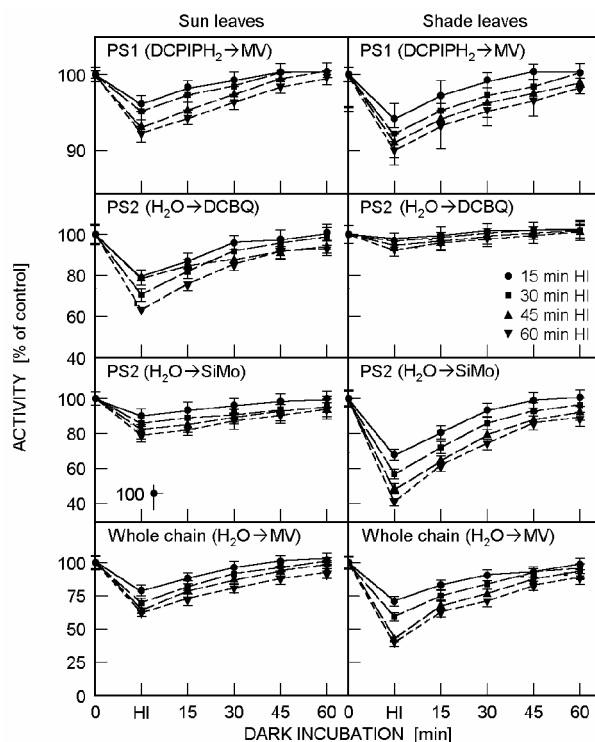 Sun leaves
Shade leaves
PS1 (DCPIPH₂→MV)
PS1 (DCPIPH₂→MV)
100
90
PS2 (H₂O→DCBQ)
PS2 (H₂O→DCBQ)
100
80
60
40
15 min HI
30 min HI
45 min HI
60 min HI
PS2 (H₂O→SiMo)
PS2 (H₂O→SiMo)
100
80
60
40
100
Whole chain (H₂O→MV)
Whole chain (H₂O→MV)
100
75
50
25
0
ACTIVITY [% of control]
0 HI 15 30 45 60 0 HI 15 30 45 60
DARK INCUBATION [min]